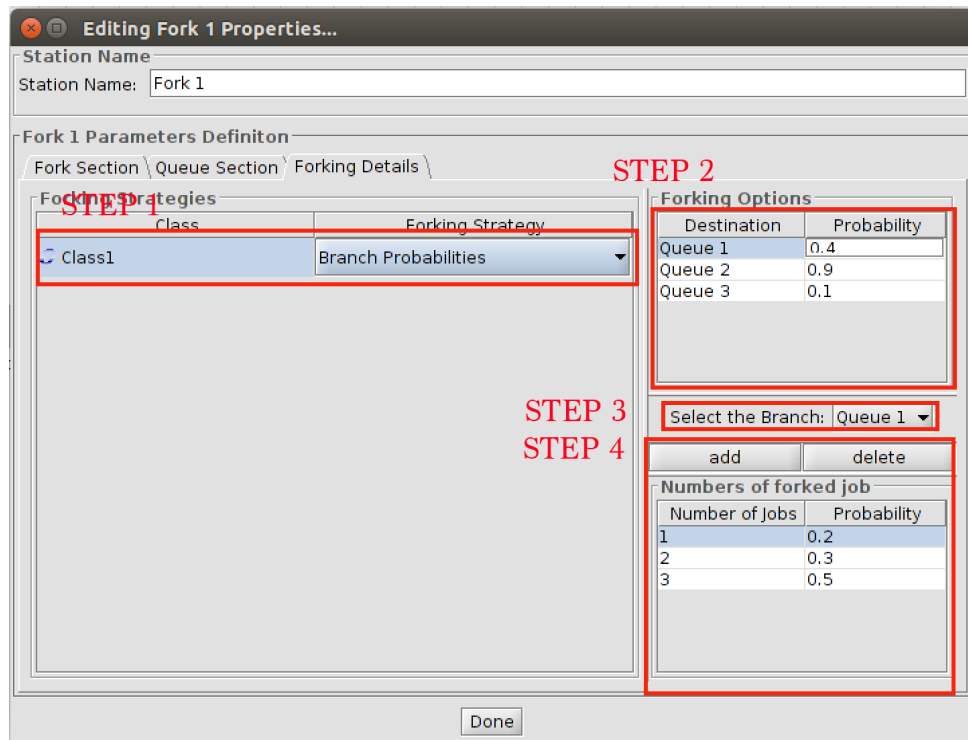 Editing Fork 1 Properties...
Station Name
Station Name: Fork 1
Fork 1 Parameters Definiton
Fork Section Queue Section Forking Details
STEP 2
Forking Strategies
STEP 1
Forking Options
Class Forking Strategy
Destination Probability
Class1 Branch Probabilities
Queue 1 0.4
Queue 2 0.9
Queue 3 0.1
STEP 3
Select the Branch: Queue 1
STEP 4
add delete
Numbers of forked job
Number of Jobs Probability
1 0.2
2 0.3
3 0.5
Done